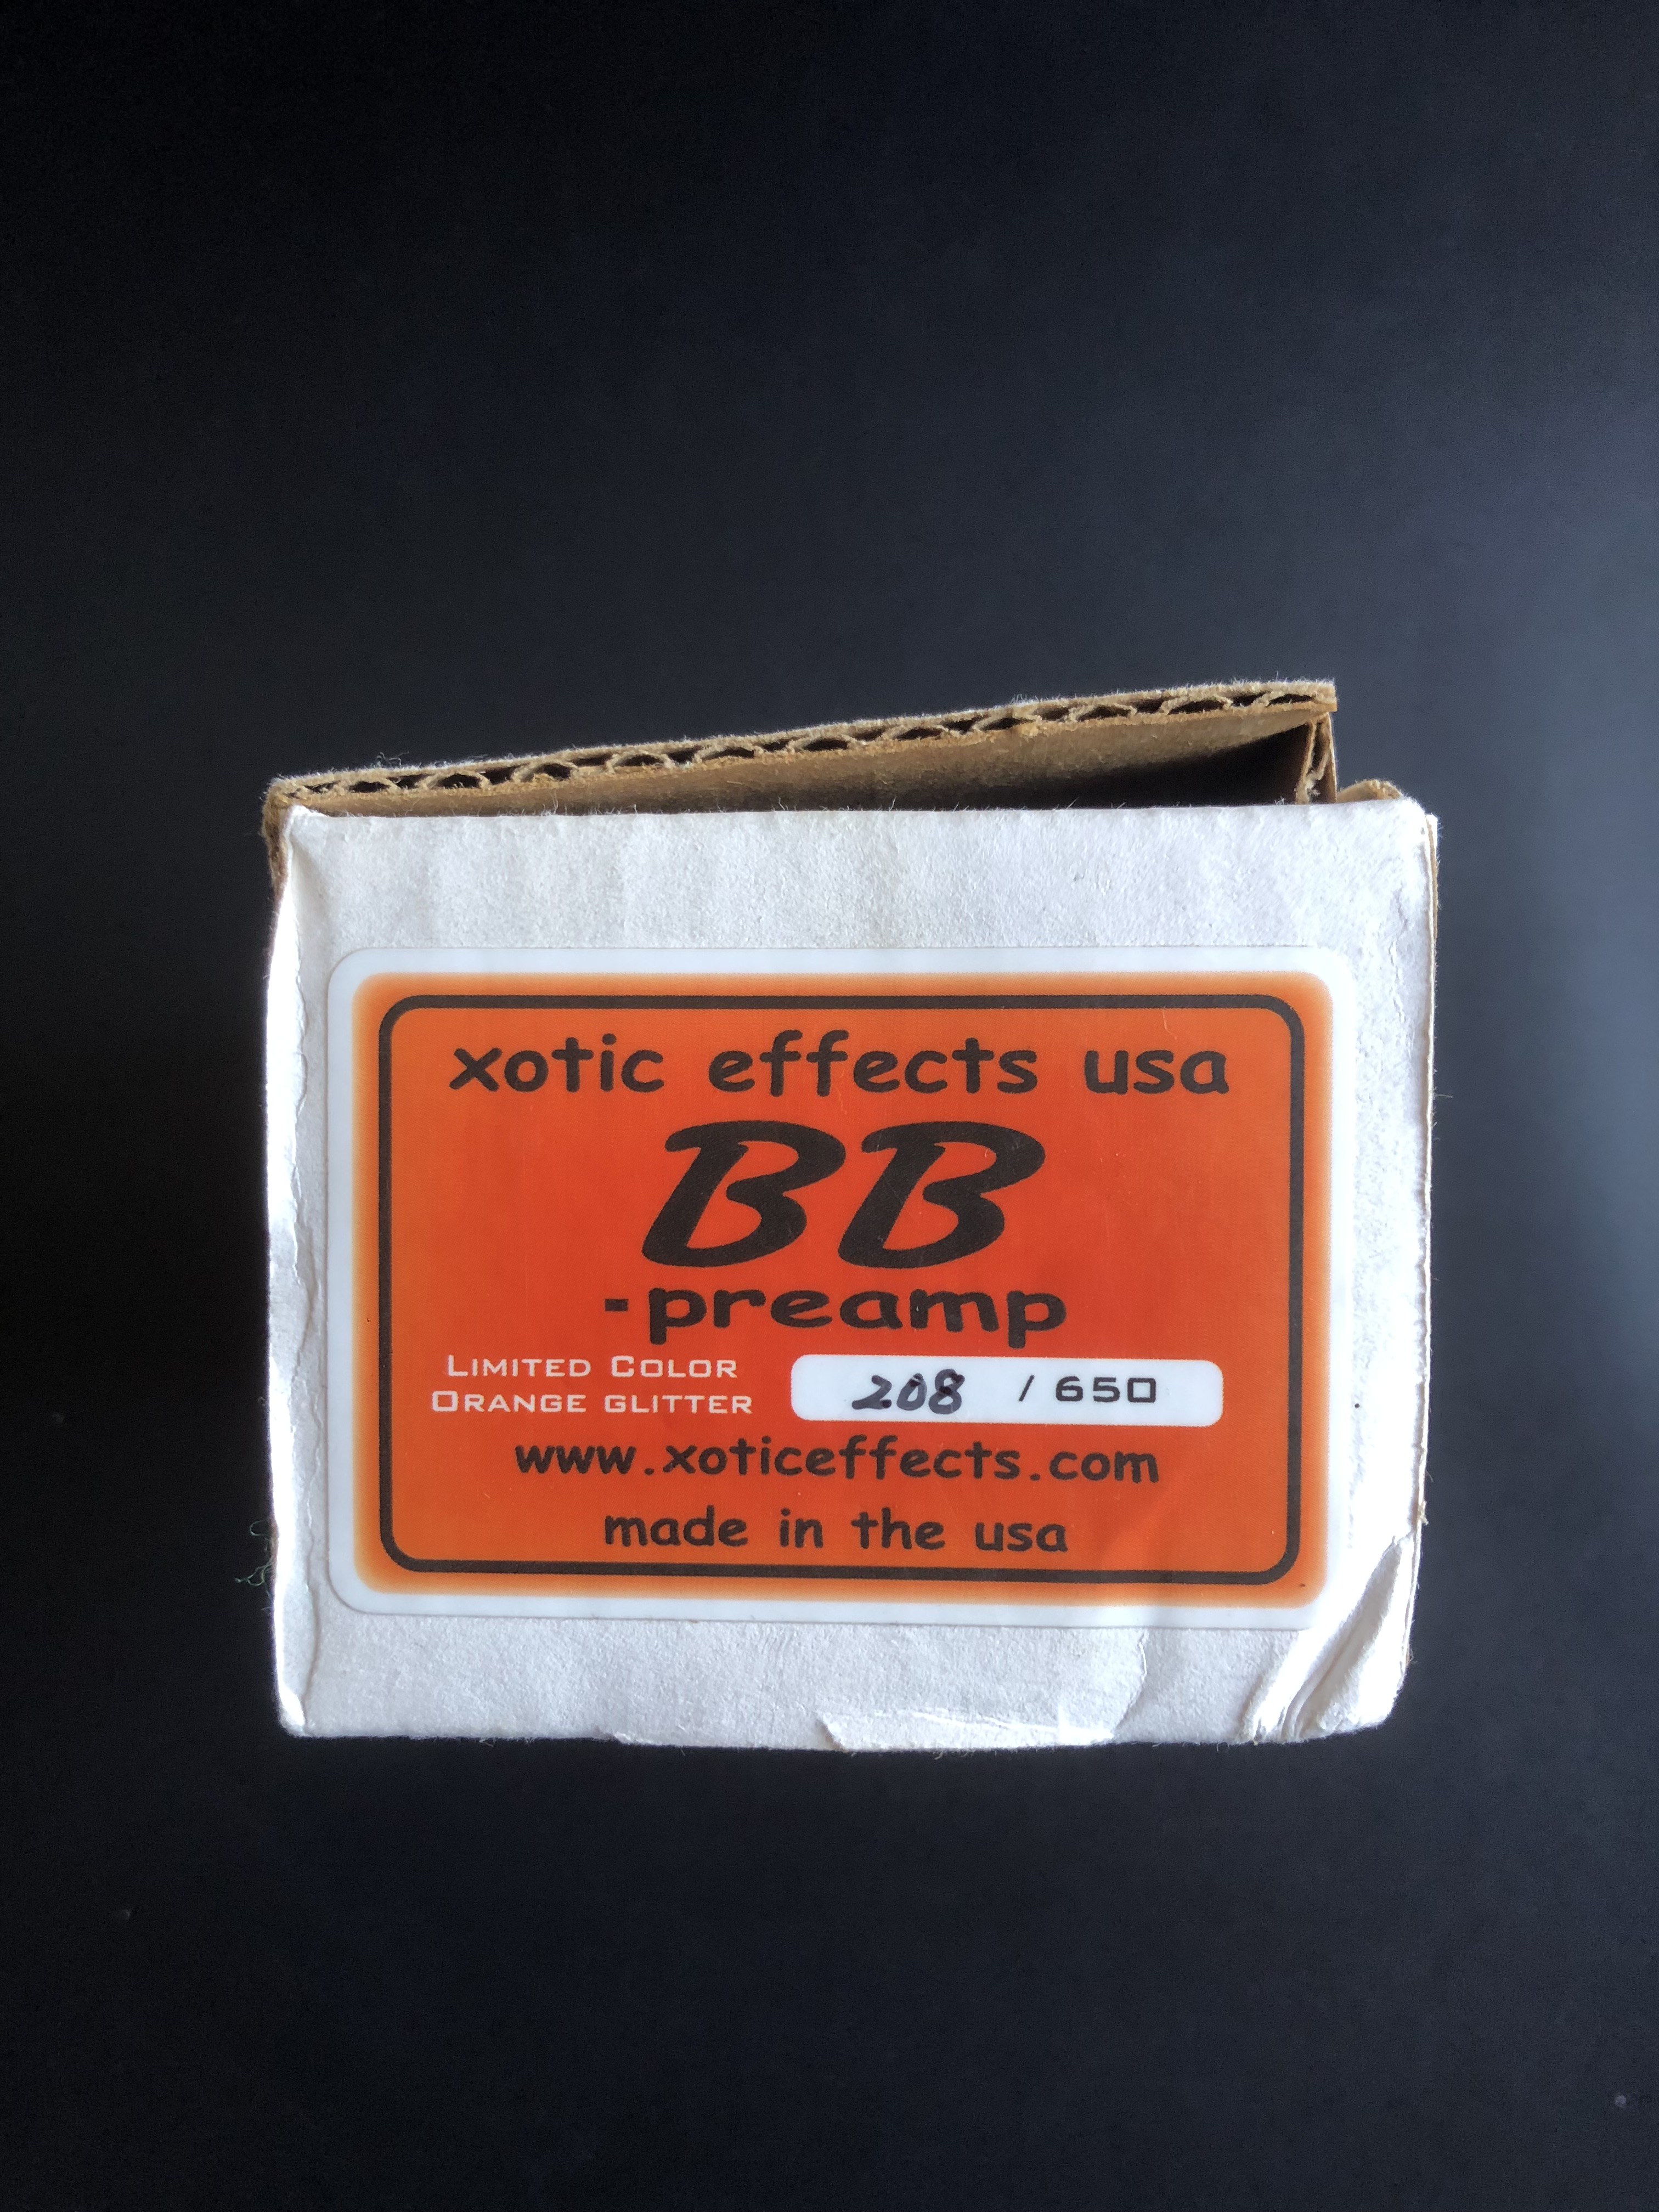 xotic effects usa
BB
-preamp
LIMITED COLOR
ORANGE GLITTER
208 / 650
www.xoticeffects.com
made in the usa